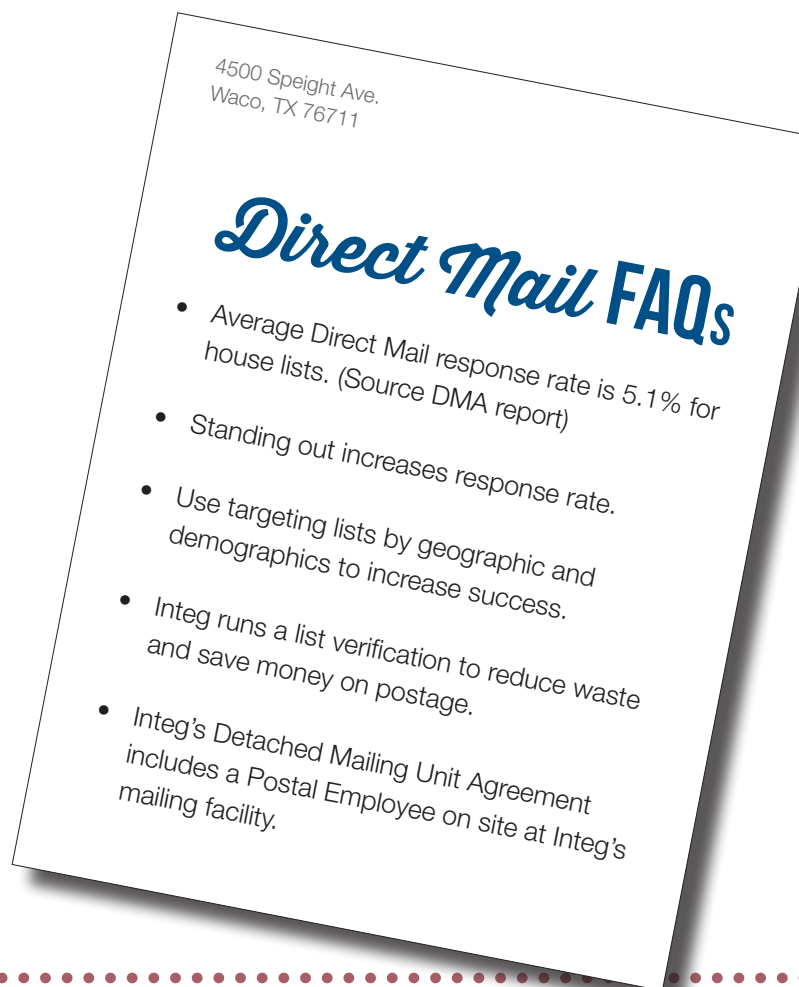 4500 Speight Ave.
Waco, TX 76711
Direct Mail FAQs
• Average Direct Mail response rate is 5.1% for
house lists. (Source DMA report)
• Standing out increases response rate.
• Use targeting lists by geographic and
demographics to increase success.
• Integ runs a list verification to reduce waste
and save money on postage.
• Integ’s Detached Mailing Unit Agreement
includes a Postal Employee on site at Integ’s
mailing facility.